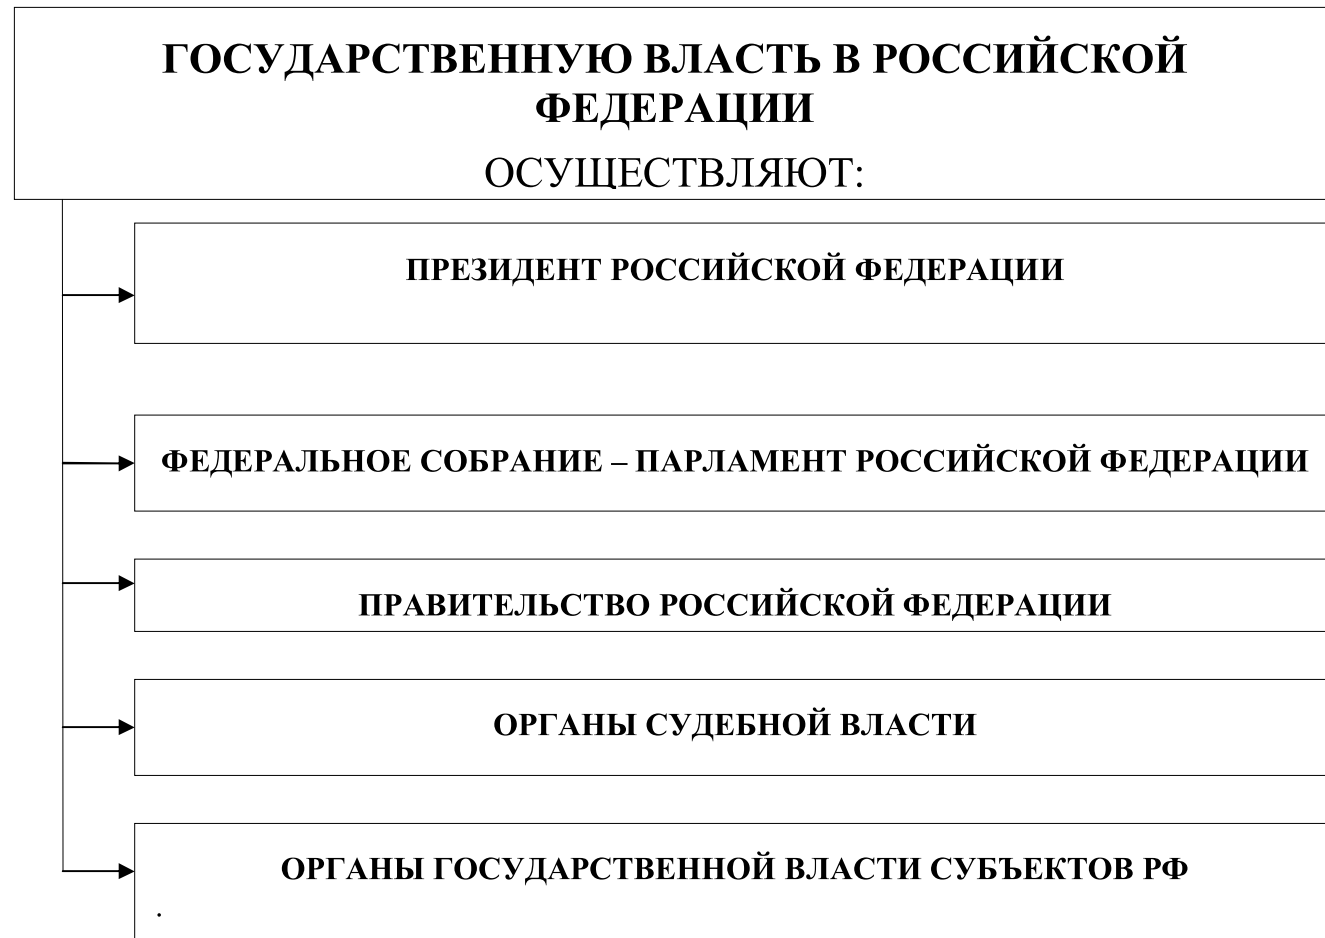 ГОСУДАРСТВЕННУЮ ВЛАСТЬ В РОССИЙСКОЙ
ФЕДЕРАЦИИ
ОСУЩЕСТВЛЯЮТ:
ПРЕЗИДЕНТ РОССИЙСКОЙ ФЕДЕРАЦИИ
ФЕДЕРАЛЬНОЕ СОБРАНИЕ – ПАРЛАМЕНТ РОССИЙСКОЙ ФЕДЕРАЦИИ
ПРАВИТЕЛЬСТВО РОССИЙСКОЙ ФЕДЕРАЦИИ
ОРГАНЫ СУДЕБНОЙ ВЛАСТИ
ОРГАНЫ ГОСУДАРСТВЕННОЙ ВЛАСТИ СУБЪЕКТОВ РФ
.